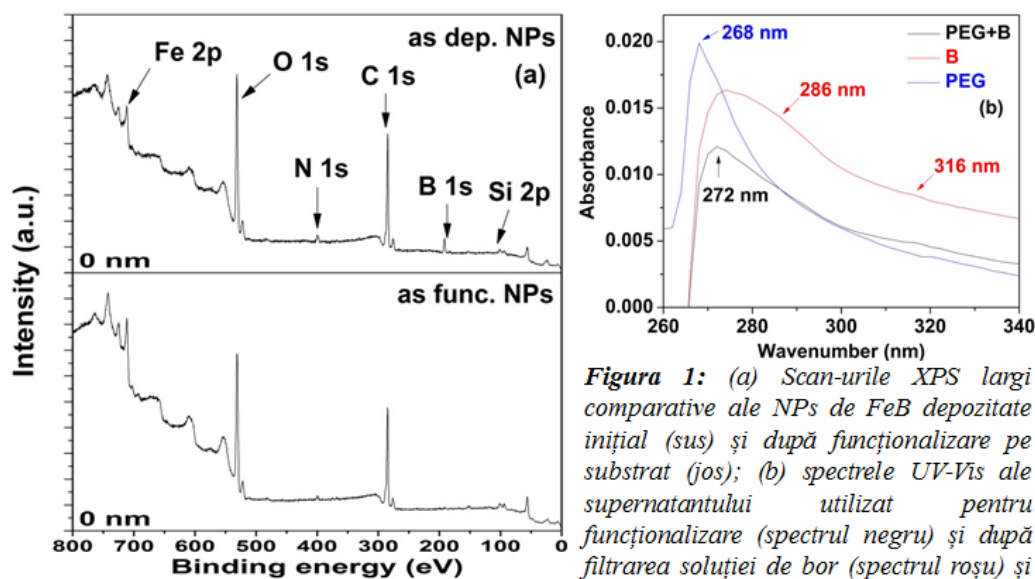 as dep. NPs
(a)
Fe 2p
O 1s
C 1s
N 1s
B 1s
Si 2p
0 nm
as func. NPs
0 nm
Intensity (a.u.)
800 700 600 500 400 300 200 100 0
Binding energy (eV)
0.020
0.015
0.010
0.005
0.000
Absorbance
268 nm
PEG+B
B
PEG
286 nm
(b)
316 nm
272 nm
260 280 300 320 340
Wavenumber (nm)
Figura 1: (a) Scan-urile XPS largi
comparative ale NPs de FeB depozitate
inițial (sus) și după funcționalizare pe
substrat (jos); (b) spectrele UV-Vis ale
supernatantului utilizat pentru
funcționalizare (spectrul negru) și după
filtrarea soluției de bor (spectrul roșu) și